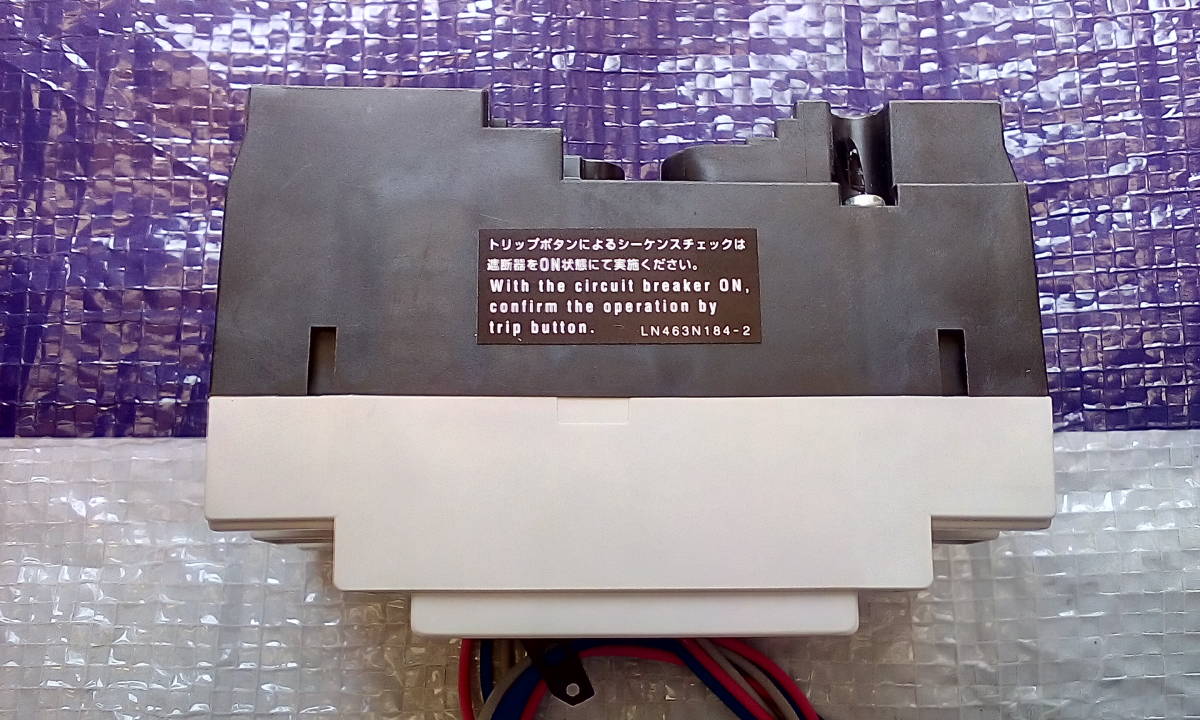 トリップボタンによるシーケンスチェックは
遮断器をON状態にて実施ください。
With the circuit breaker ON,
confirm the operation by
trip button. LN463N184-2